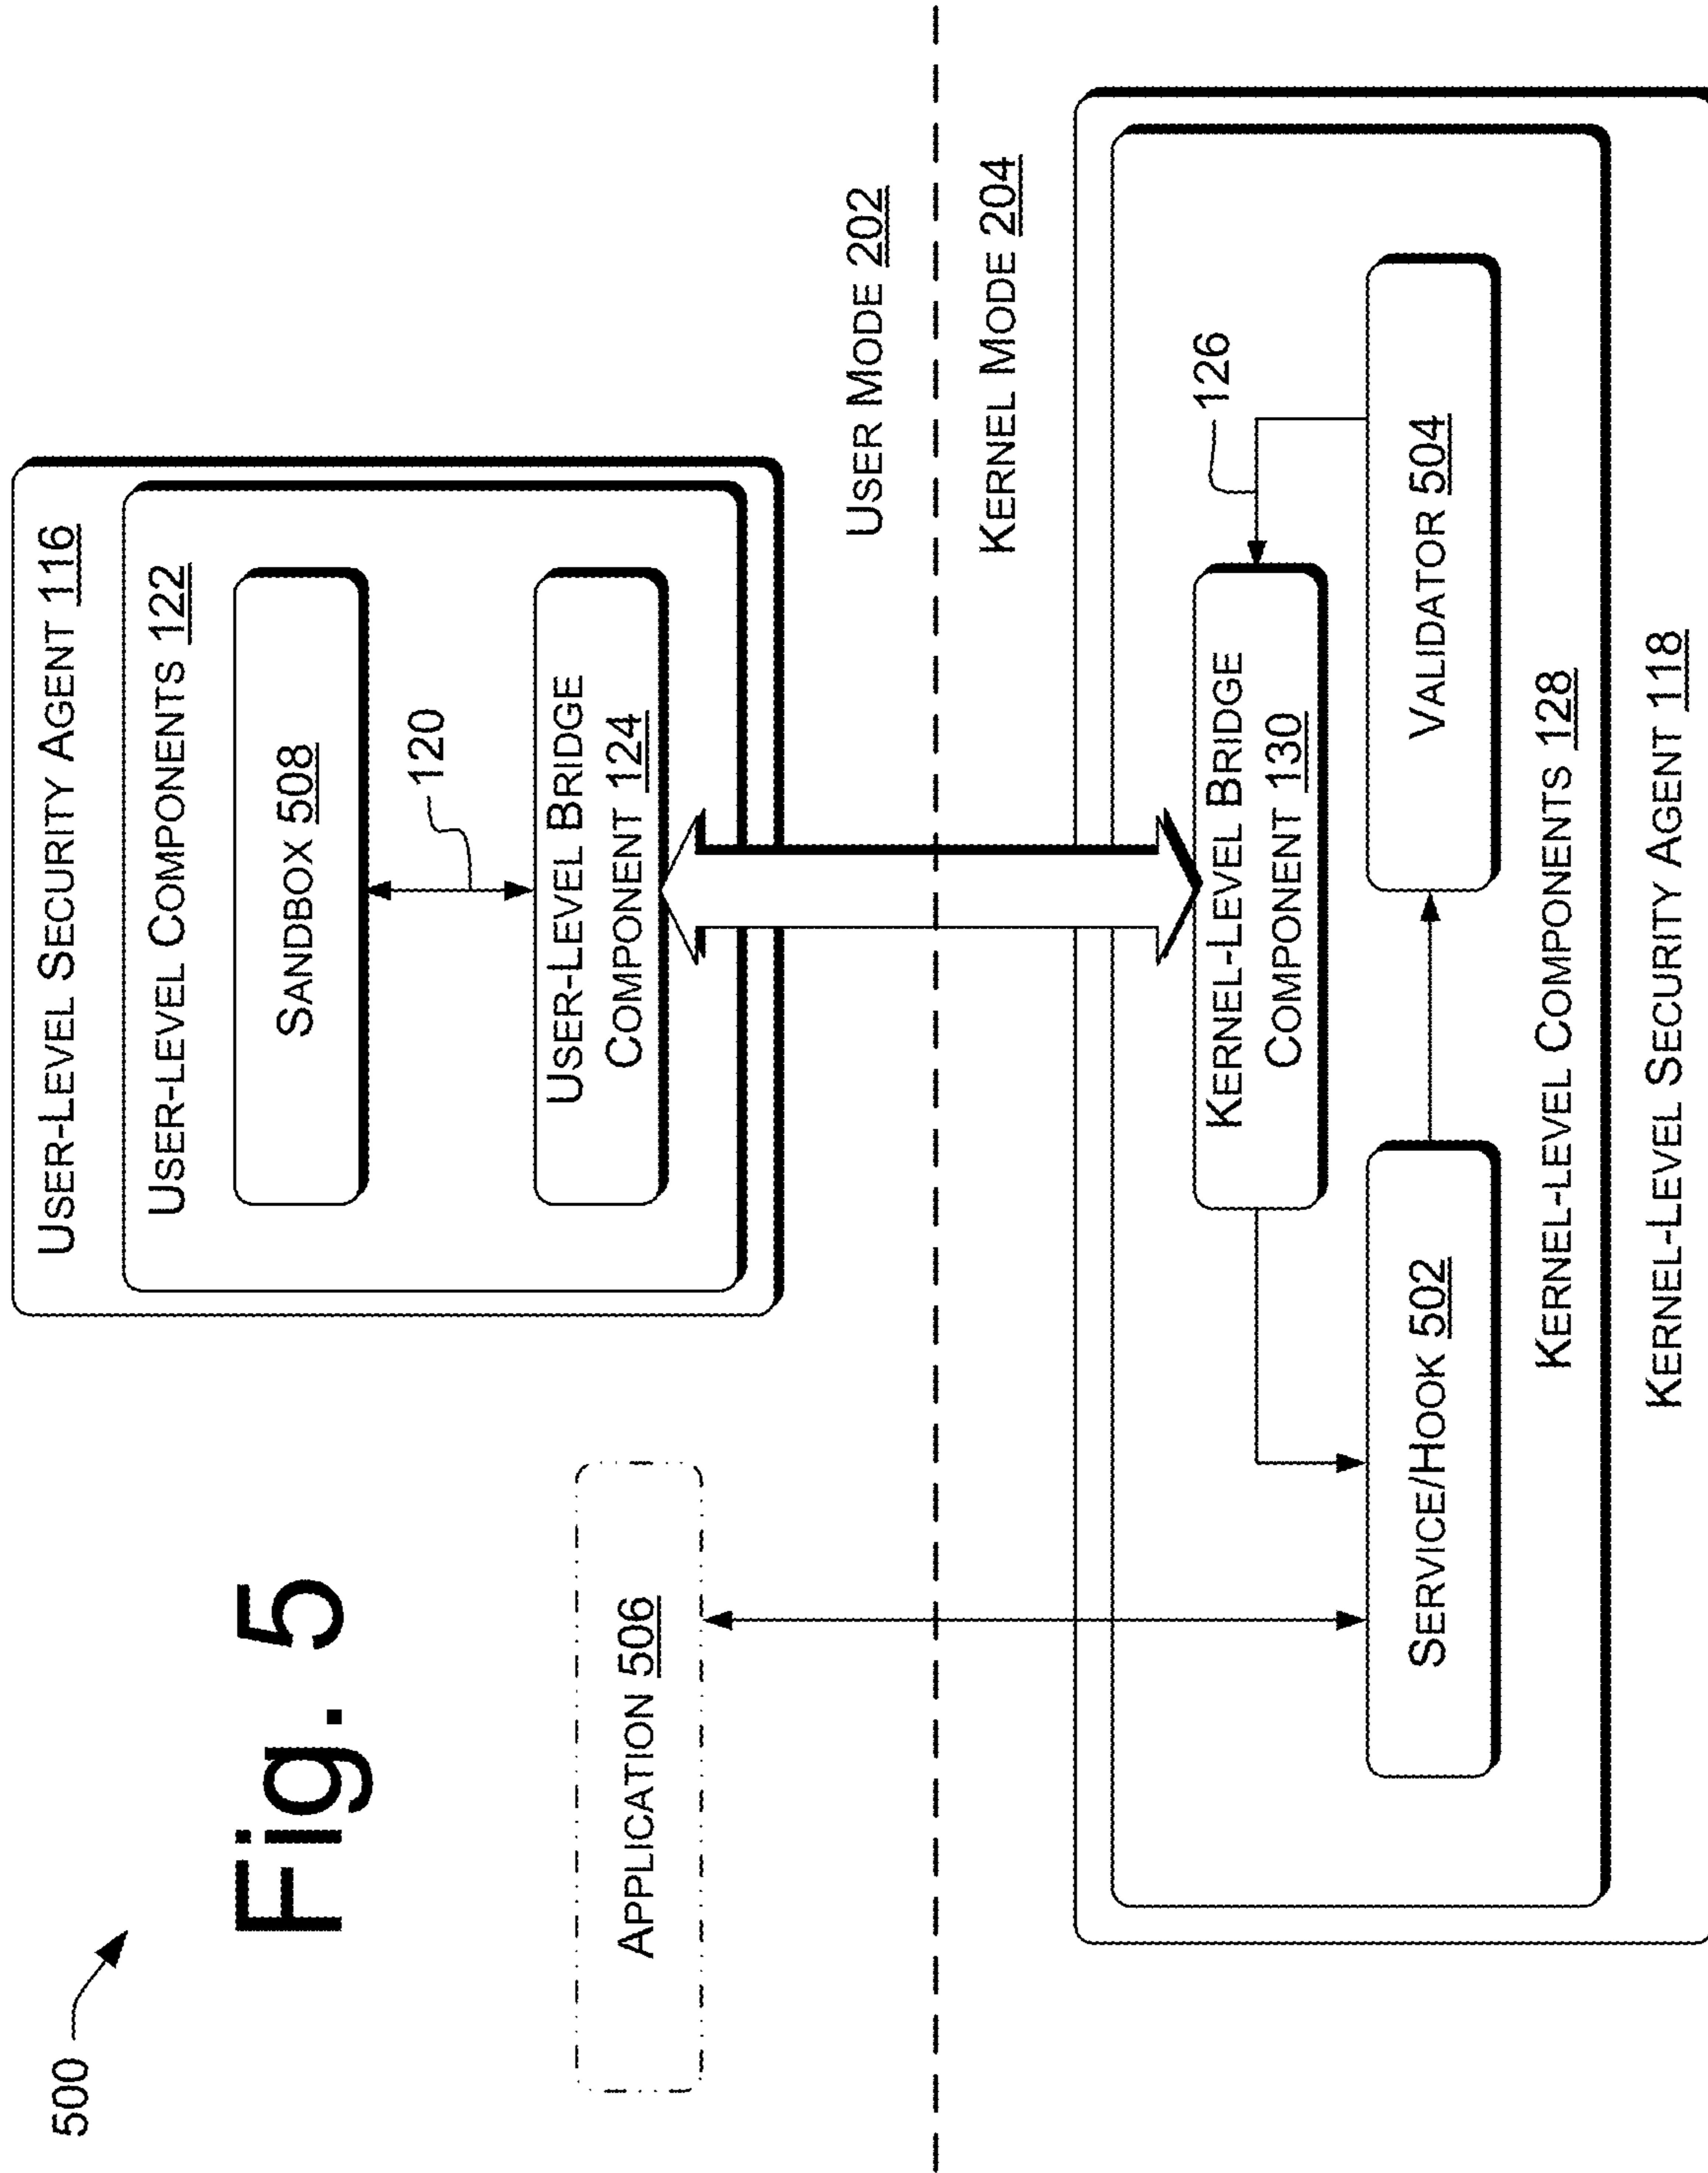 500
Fig. 5
USER-LEVEL SECURITY AGENT 116
USER-LEVEL COMPONENTS 122
SANDBOX 508
120
USER-LEVEL BRIDGE
COMPONENT 124
APPLICATION 506
USER MODE 202
KERNEL MODE 204
126
KERNEL-LEVEL BRIDGE
COMPONENT 130
SERVICE/HOOK 502
VALIDATOR 504
KERNEL-LEVEL COMPONENTS 128
KERNEL-LEVEL SECURITY AGENT 118